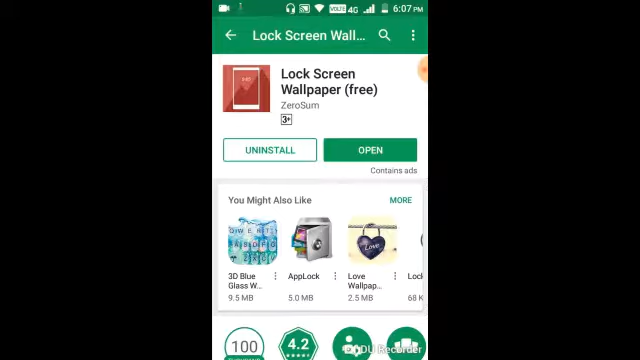 VOLTE 4G 6:07 PM
Lock Screen Wall...
Lock Screen
Wallpaper (free)
ZeroSum
3+
UNINSTALL
OPEN
Contains ads
You Might Also Like
MORE
3D Blue
Glass W...
9.5 MB
AppLock
5.0 MB
Love
Wallpap...
2.5 MB
Lock
68 K
100
4.2
DU Recorder